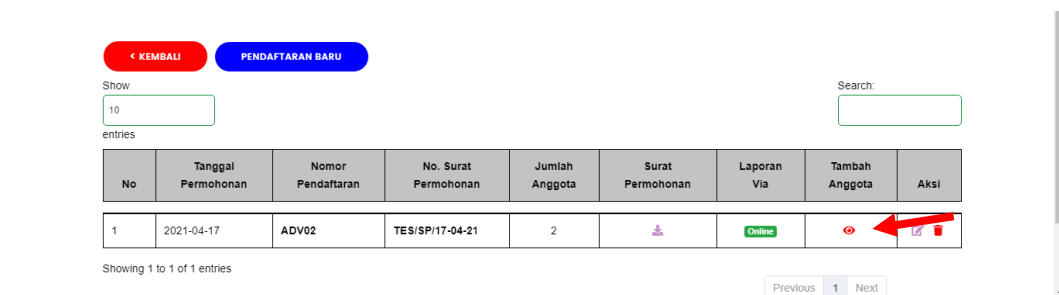 < KEMBALI PENDAFTARAN BARU
Show Search:
10
entries
No Tanggal Permohonan Nomor Pendaftaran No. Surat Permohonan Jumlah Anggota Surat Permohonan Laporan Via Tambah Anggota Aksi
1 2021-04-17 ADV02 TES/SP/17-04-21 2 Online
Showing 1 to 1 of 1 entries
Previous 1 Next